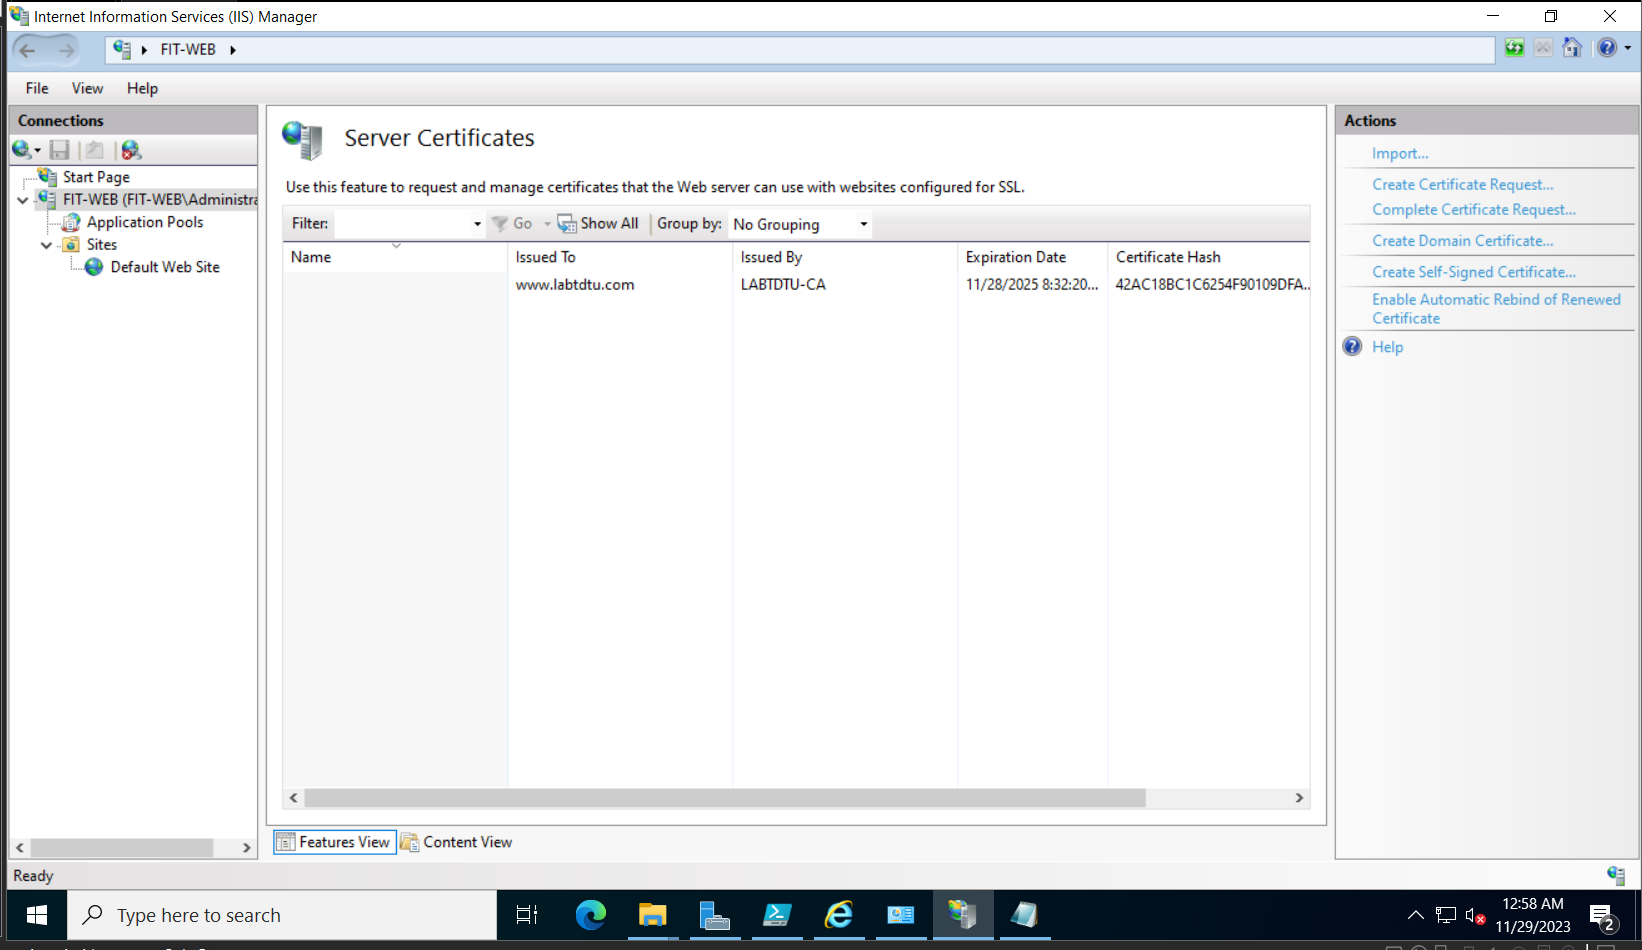 Internet Information Services (IIS) Manager
FIT-WEB
File View Help
Connections
Start Page
FIT-WEB (FIT-WEB\Administra
Application Pools
Sites
Default Web Site
Server Certificates
Use this feature to request and manage certificates that the Web server can use with websites configured for SSL.
Filter: Go Show All Group by: No Grouping
Name Issued To Issued By Expiration Date Certificate Hash
www.labtdtu.com LABTDTU-CA 11/28/2025 8:32:20... 42AC18BC1C6254F90109DFA...
Features View Content View
Actions
Import...
Create Certificate Request...
Complete Certificate Request...
Create Domain Certificate...
Create Self-Signed Certificate...
Enable Automatic Rebind of Renewed
Certificate
Help
Ready
Type here to search
12:58 AM
11/29/2023
2